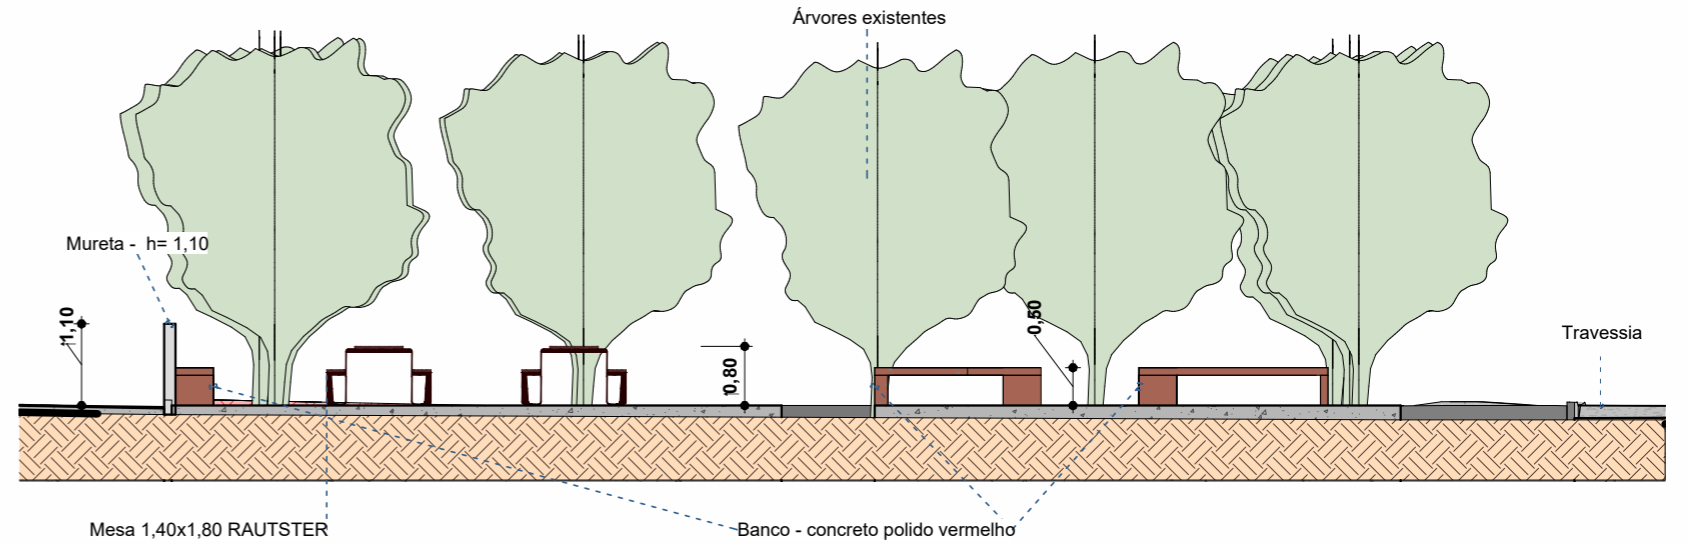 Árvores existentes
Mureta - h= 1,10
1,10
0,80
0,50
Travessia
Mesa 1,40x1,80 RAUTSTER
Banco - concreto polido vermelho